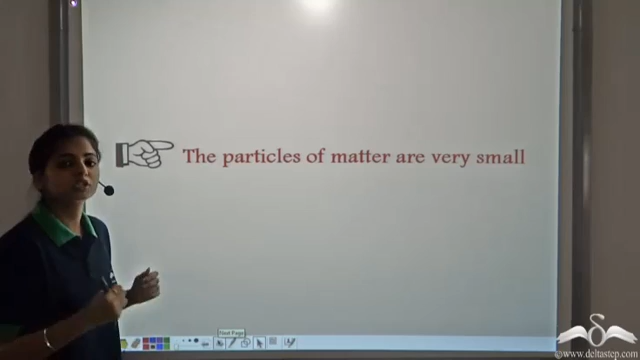 The particles of matter are very small
Next Page
©www.deltastep.com